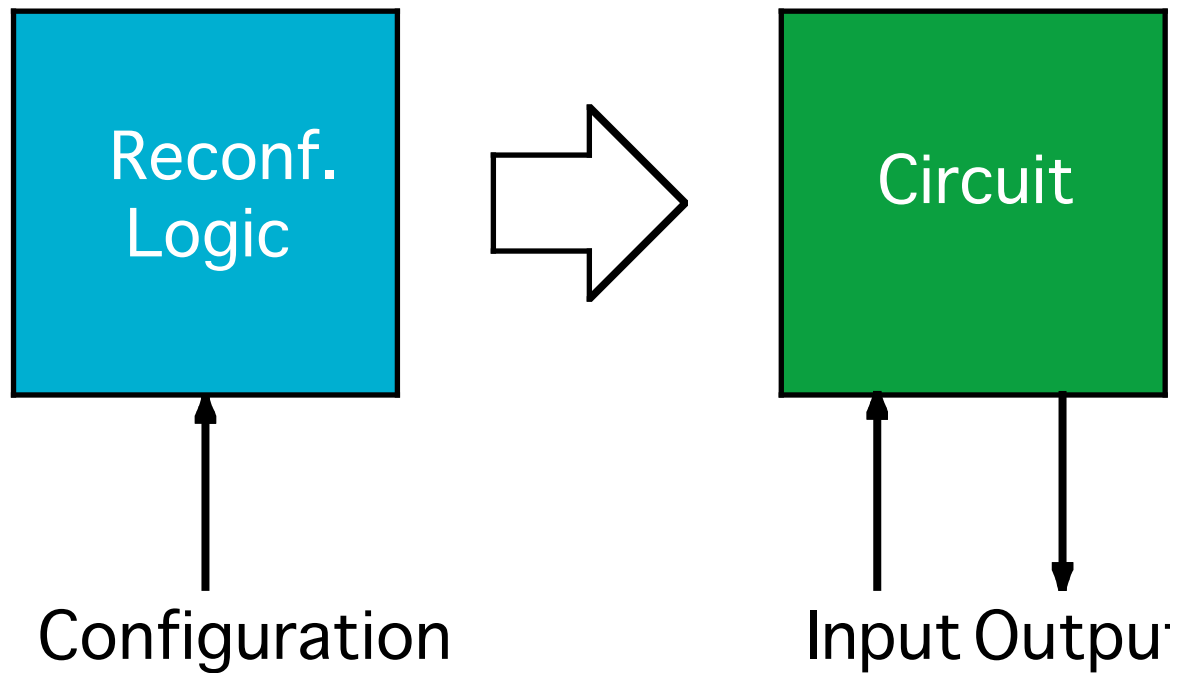 Reconf.
Logic
Circuit
Configuration
Input Output